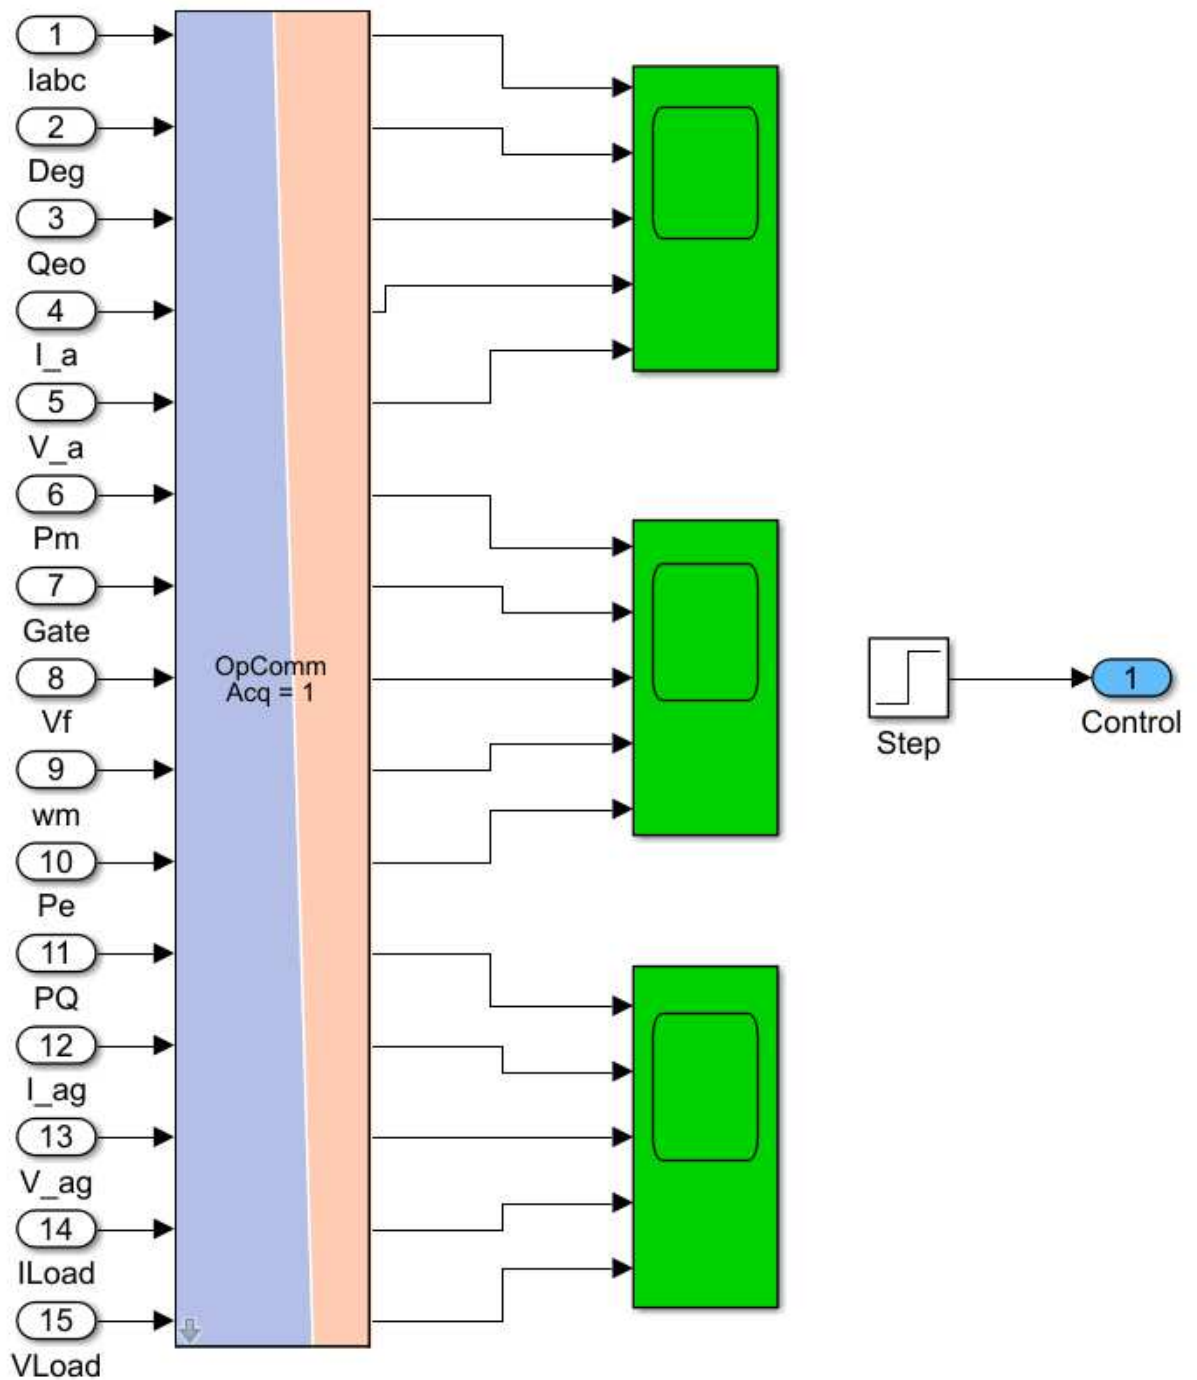 1
Iabc
2
Deg
3
Qeo
4
I_a
5
V_a
6
Pm
7
Gate
8
Vf
9
wm
10
Pe
11
PQ
12
I_ag
13
V_ag
14
ILoad
15
VLoad
OpComm
Acq = 1
Step
1
Control